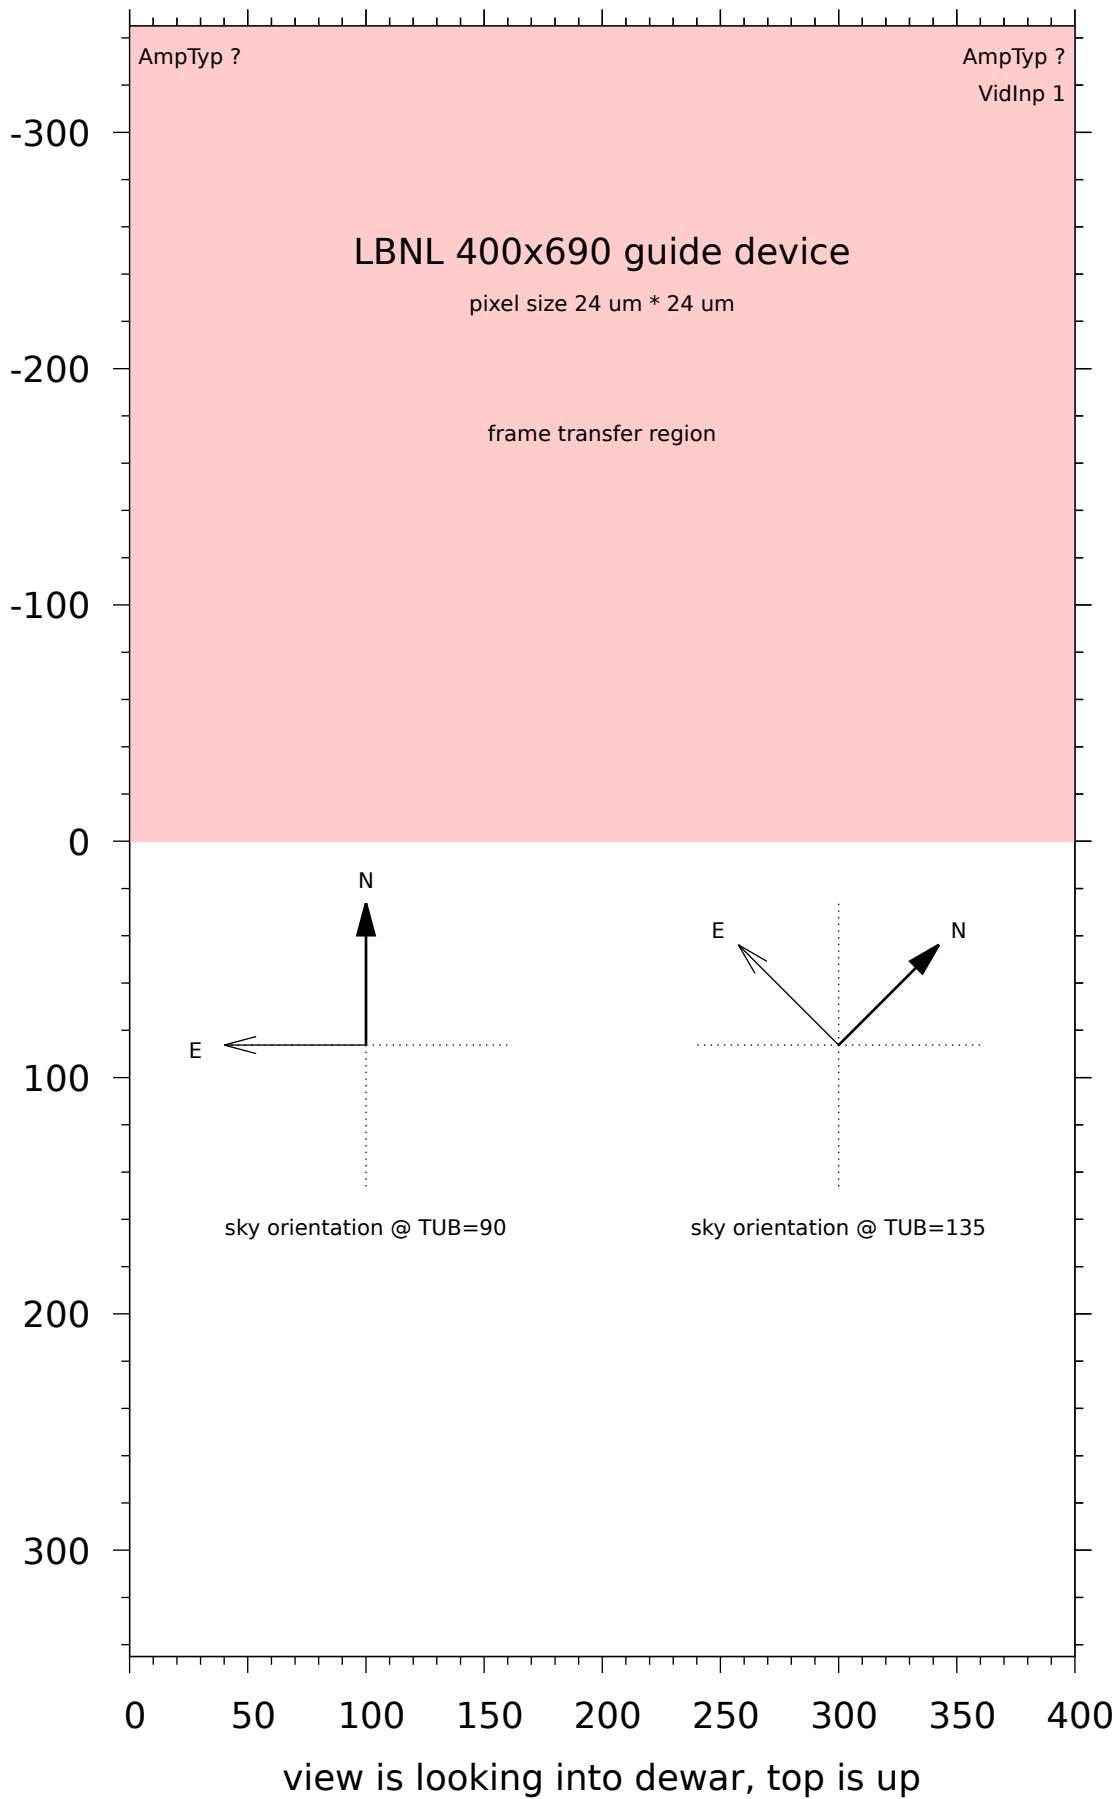 AmpTyp ?
AmpTyp ?
VidInp 1
-300
LBNL 400x690 guide device
pixel size 24 um * 24 um
-200
frame transfer region
-100
0
N
E
N
E
100
sky orientation @ TUB=90
sky orientation @ TUB=135
200
300
0 50 100 150 200 250 300 350 400
view is looking into dewar, top is up